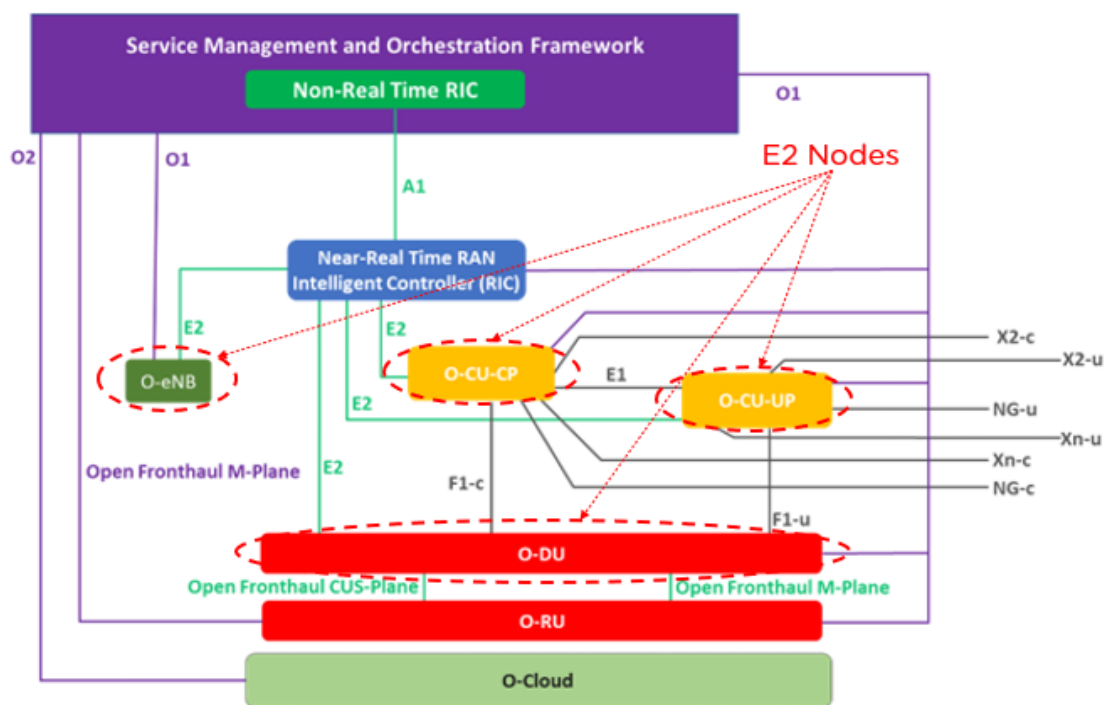 Service Management and Orchestration Framework
Non-Real Time RIC
O1
O2
O1
E2 Nodes
A1
Near-Real Time RAN
Intelligent Controller (RIC)
E2
E2
X2-c
O-eNB
O-CU-CP
E1
X2-u
O-CU-UP
NG-u
E2
Xn-u
Open Fronthaul M-Plane
E2
Xn-c
F1-c
NG-c
F1-u
O-DU
Open Fronthaul CUS-Plane
Open Fronthaul M-Plane
O-RU
O-Cloud